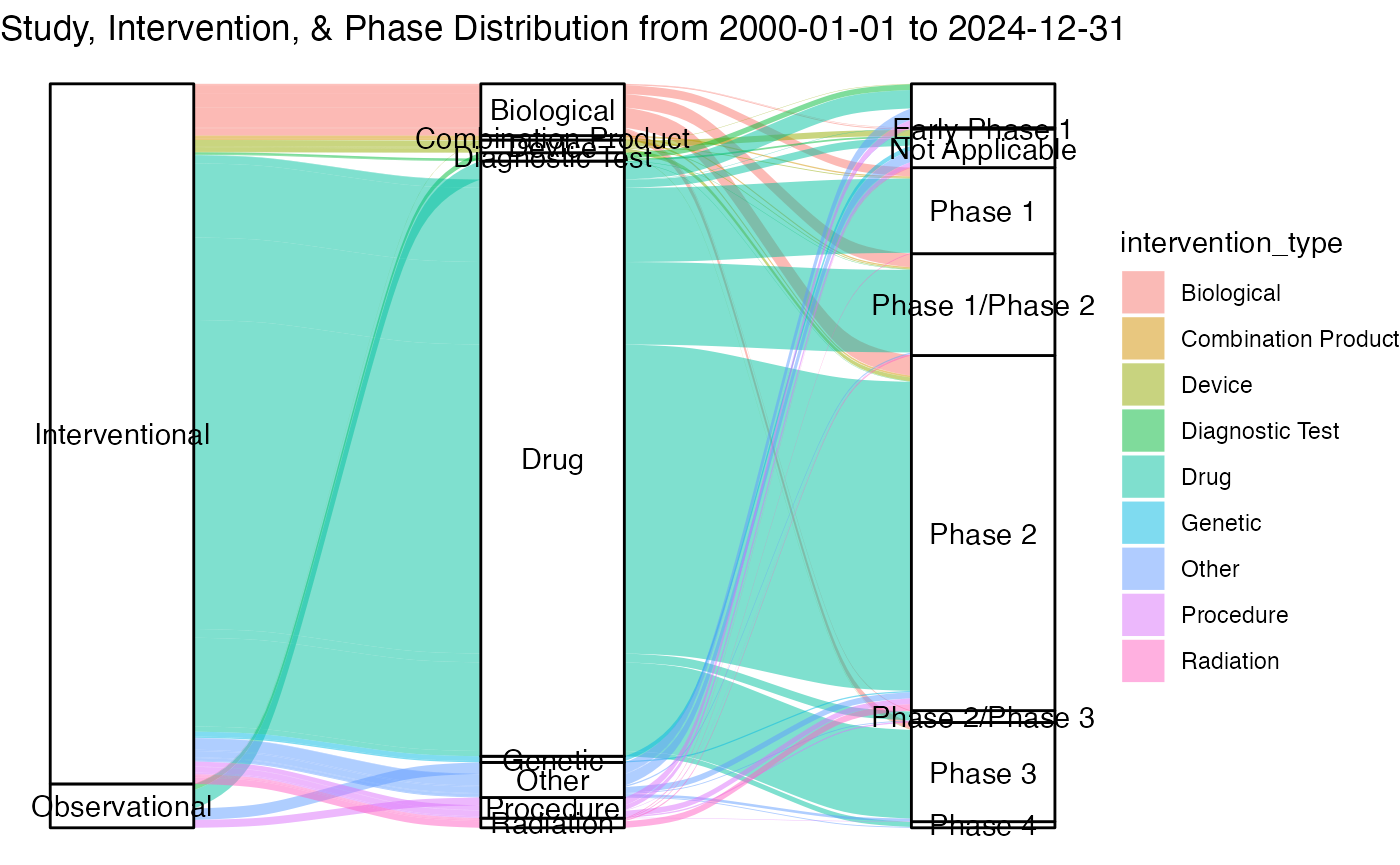 Study, Intervention, & Phase Distribution from 2000-01-01 to 2024-12-31
Interventional
Observational
Biological
Combination Product
Device
Diagnostic Test
Drug
Genetic
Other
Procedure
Radiation
Early Phase 1
Not Applicable
Phase 1
Phase 1/Phase 2
Phase 2
Phase 2/Phase 3
Phase 3
Phase 4
intervention_type
Biological
Combination Product
Device
Diagnostic Test
Drug
Genetic
Other
Procedure
Radiation